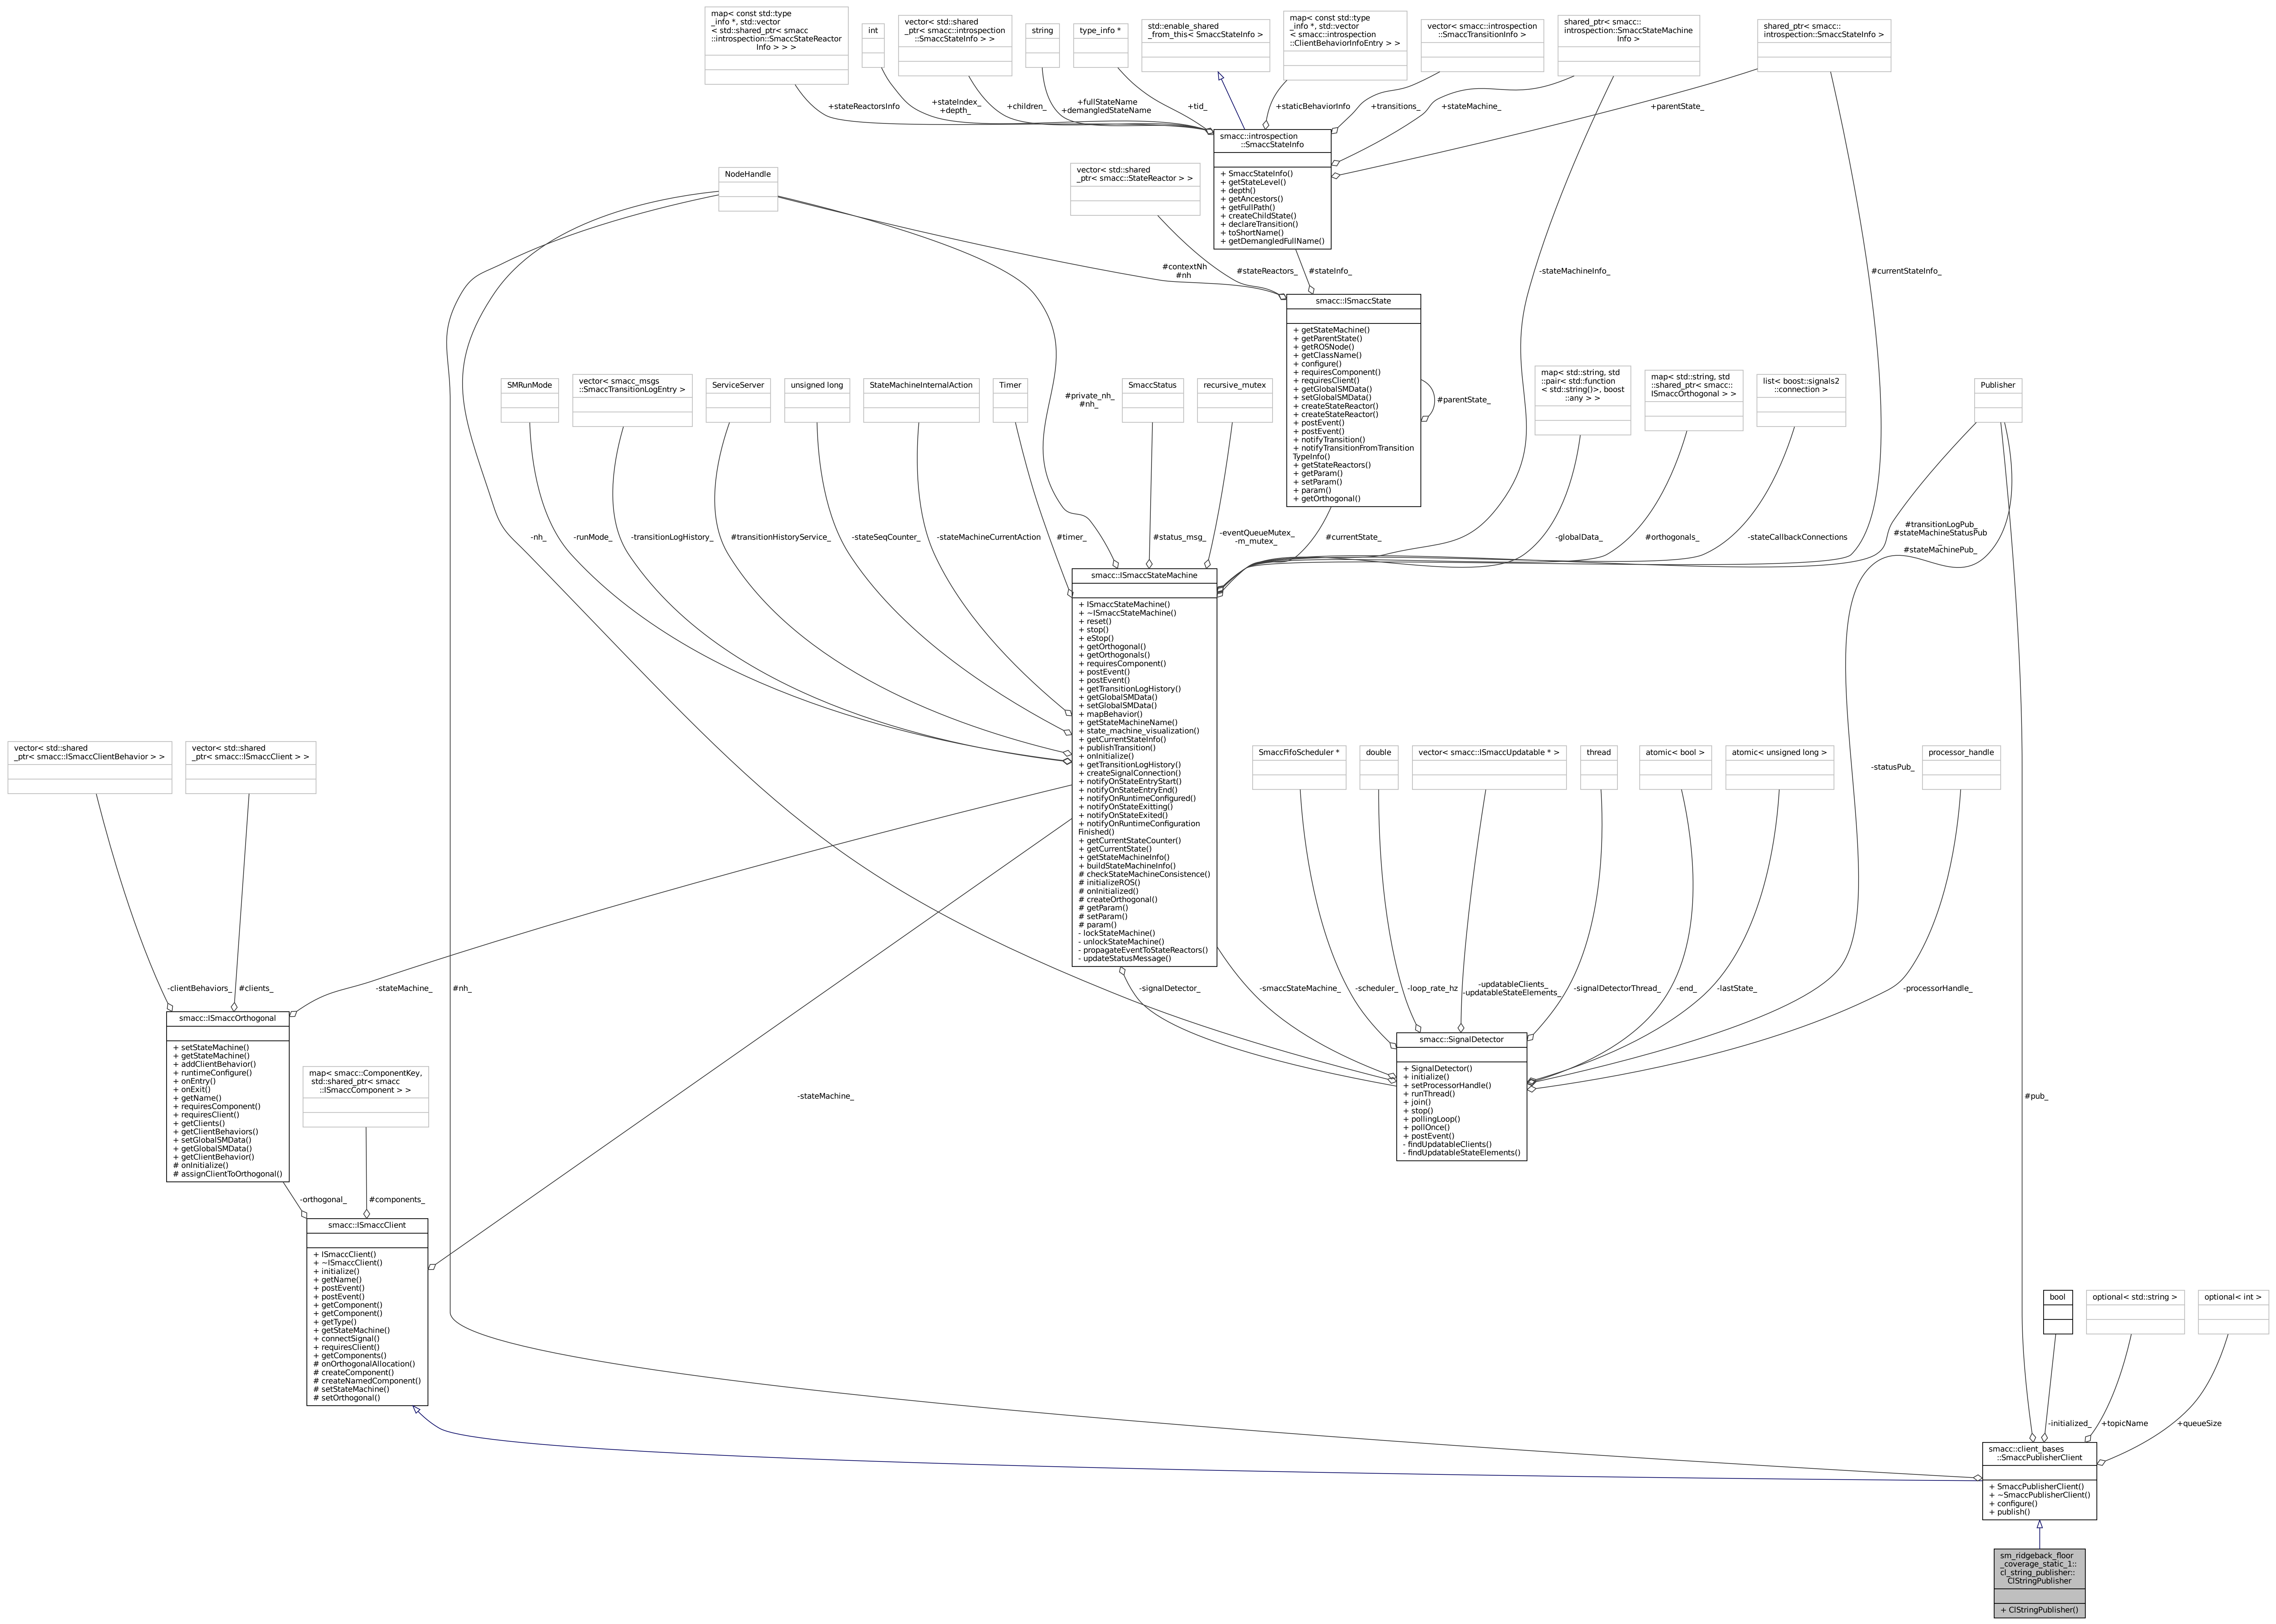 map< const std::type
_info *, std::vector
< std::shared_ptr< smacc
::introspection::SmaccStateReactor
Info > > >
int
vector< std::shared
_ptr< smacc::introspection
::SmaccStateInfo > >
string
type_info *
std::enable_shared
_from_this< SmaccStateInfo >
map< const std::type
_info *, std::vector
< smacc::introspection
::ClientBehaviorInfoEntry > >
vector< smacc::introspection
::SmaccTransitionInfo >
shared_ptr< smacc::
introspection::SmaccStateMachine
Info >
shared_ptr< smacc::
introspection::SmaccStateInfo >
+stateReactorsInfo
+stateIndex_
+depth_
+children_
+fullStateName
+demangledStateName
+tid_
+staticBehaviorInfo
+transitions_
+stateMachine_
+parentState_
smacc::introspection
::SmaccStateInfo
+ SmaccStateInfo()
+ getStateLevel()
+ depth()
+ getAncestors()
+ getFullPath()
+ createChildState()
+ declareTransition()
+ toShortName()
+ getDemangledFullName()
NodeHandle
vector< std::shared
_ptr< smacc::StateReactor > >
#contextNh
#nh
#stateReactors_
#stateInfo_
-stateMachineInfo_
#currentStateInfo_
smacc::ISmaccState
+ getStateMachine()
+ getParentState()
+ getROSNode()
+ getClassName()
+ configure()
+ requiresComponent()
+ requiresClient()
+ getGlobalSMData()
+ setGlobalSMData()
+ createStateReactor()
+ createStateReactor()
+ postEvent()
+ postEvent()
+ notifyTransition()
+ notifyTransitionFromTransition
TypeInfo()
+ getStateReactors()
+ getParam()
+ setParam()
+ param()
+ getOrthogonal()
#parentState_
SMRunMode
vector< smacc_msgs
::SmaccTransitionLogEntry >
ServiceServer
unsigned long
StateMachineInternalAction
Timer
#private_nh_
#nh_
SmaccStatus
recursive_mutex
map< std::string, std
::pair< std::function
< std::string()>, boost
::any > >
map< std::string, std
::shared_ptr< smacc::
ISmaccOrthogonal > >
list< boost::signals2
::connection >
Publisher
-nh_
-runMode_
-transitionLogHistory_
#transitionHistoryService_
-stateSeqCounter_
-stateMachineCurrentAction
#timer_
#status_msg_
-eventQueueMutex_
-m_mutex_
#currentState_
-globalData_
#orthogonals_
-stateCallbackConnections
#transitionLogPub_
#stateMachineStatusPub
_
#stateMachinePub_
smacc::ISmaccStateMachine
+ ISmaccStateMachine()
+ ~ISmaccStateMachine()
+ reset()
+ stop()
+ eStop()
+ getOrthogonal()
+ getOrthogonals()
+ requiresComponent()
+ postEvent()
+ postEvent()
+ getTransitionLogHistory()
+ getGlobalSMData()
+ setGlobalSMData()
+ mapBehavior()
+ getStateMachineName()
+ state_machine_visualization()
+ getCurrentStateInfo()
+ publishTransition()
+ onInitialize()
+ getTransitionLogHistory()
+ createSignalConnection()
+ notifyOnStateEntryStart()
+ notifyOnStateEntryEnd()
+ notifyOnRuntimeConfigured()
+ notifyOnStateExitting()
+ notifyOnStateExited()
+ notifyOnRuntimeConfiguration
Finished()
+ getCurrentStateCounter()
+ getCurrentState()
+ getStateMachineInfo()
+ buildStateMachineInfo()
# checkStateMachineConsistence()
# initializeROS()
# onInitialized()
# createOrthogonal()
# getParam()
# setParam()
# param()
- lockStateMachine()
- unlockStateMachine()
- propagateEventToStateReactors()
- updateStatusMessage()
vector< std::shared
_ptr< smacc::ISmaccClientBehavior > >
vector< std::shared
_ptr< smacc::ISmaccClient > >
SmaccFifoScheduler *
double
vector< smacc::ISmaccUpdatable * >
thread
atomic< bool >
atomic< unsigned long >
-statusPub_
processor_handle
-clientBehaviors_
#clients_
-stateMachine_
#nh_
-signalDetector_
-smaccStateMachine_
-scheduler_
-loop_rate_hz
-updatableClients_
-updatableStateElements_
-signalDetectorThread_
-end_
-lastState_
-processorHandle_
smacc::ISmaccOrthogonal
+ setStateMachine()
+ getStateMachine()
+ addClientBehavior()
+ runtimeConfigure()
+ onEntry()
+ onExit()
+ getName()
+ requiresComponent()
+ requiresClient()
+ getClients()
+ getClientBehaviors()
+ setGlobalSMData()
+ getGlobalSMData()
+ getClientBehavior()
# onInitialize()
# assignClientToOrthogonal()
map< smacc::ComponentKey,
std::shared_ptr< smacc
::ISmaccComponent > >
-stateMachine_
smacc::SignalDetector
+ SignalDetector()
+ initialize()
+ setProcessorHandle()
+ runThread()
+ join()
+ stop()
+ pollingLoop()
+ pollOnce()
+ postEvent()
- findUpdatableClients()
- findUpdatableStateElements()
#pub_
-orthogonal_
#components_
smacc::ISmaccClient
+ ISmaccClient()
+ ~ISmaccClient()
+ initialize()
+ getName()
+ postEvent()
+ postEvent()
+ getComponent()
+ getComponent()
+ getType()
+ getStateMachine()
+ connectSignal()
+ requiresClient()
+ getComponents()
# onOrthogonalAllocation()
# createComponent()
# createNamedComponent()
# setStateMachine()
# setOrthogonal()
bool
optional< std::string >
optional< int >
-initialized_
+topicName
+queueSize
smacc::client_bases
::SmaccPublisherClient
+ SmaccPublisherClient()
+ ~SmaccPublisherClient()
+ configure()
+ publish()
sm_ridgeback_floor
_coverage_static_1::
cl_string_publisher::
ClStringPublisher
+ ClStringPublisher()